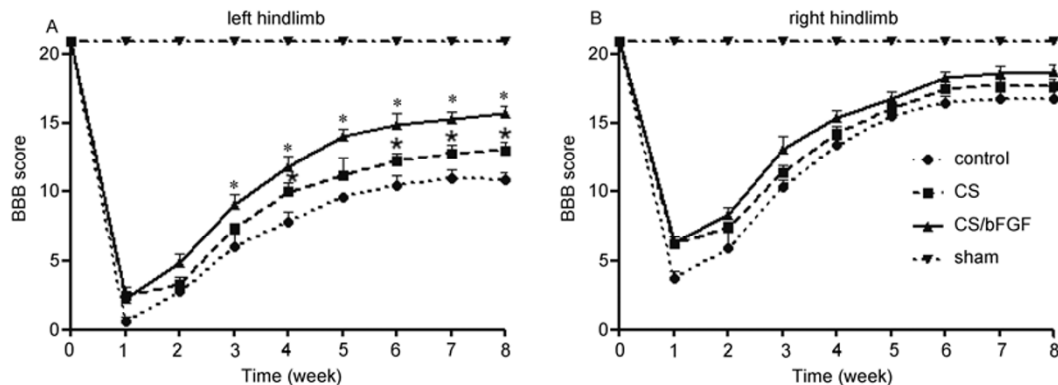 A
left hindlimb
BBB score
20
15
10
5
0
* * * * * *
* * * *
0 1 2 3 4 5 6 7 8
Time (week)
B
right hindlimb
BBB score
20
15
10
5
0
control
CS
CS/bFGF
sham
0 1 2 3 4 5 6 7 8
Time (week)